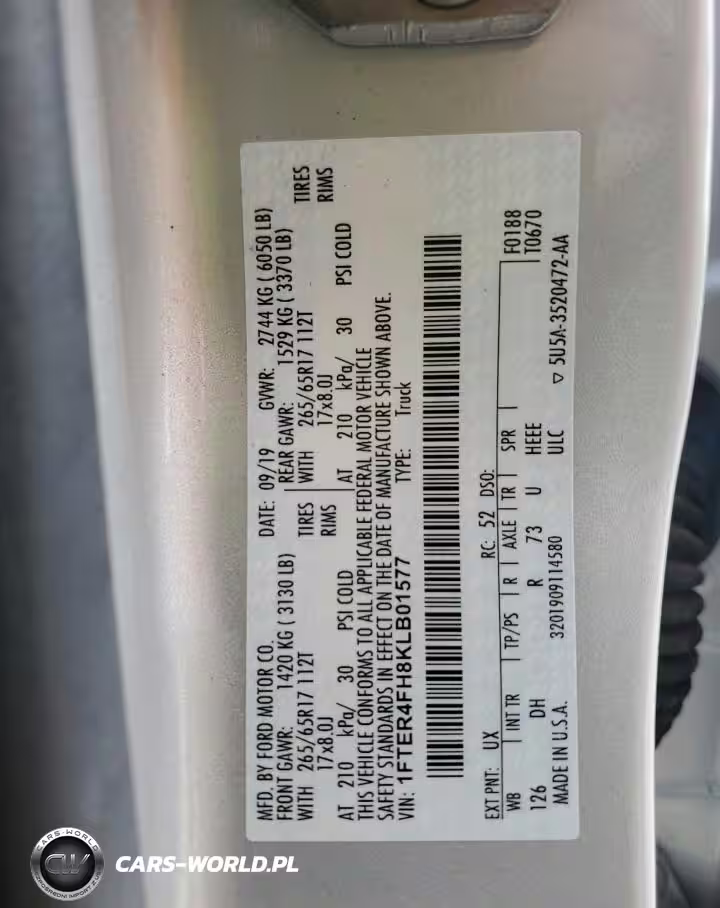 MFD. BY FORD MOTOR CO.
DATE: 09/19
GVWR: 2744 KG ( 6050 LB)
FRONT GAWR: 1420 KG ( 3130 LB)
REAR GAWR: 1529 KG ( 3370 LB)
WITH 265/65R17 112T TIRES
WITH 265/65R17 112T TIRES
17x8.0J RIMS
17x8.0J RIMS
AT 210 kPa/ 30 PSI COLD
AT 210 kPa/ 30 PSI COLD
THIS VEHICLE CONFORMS TO ALL APPLICABLE FEDERAL MOTOR VEHICLE
SAFETY STANDARDS IN EFFECT ON THE DATE OF MANUFACTURE SHOWN ABOVE.
VIN: 1FTER4FH8KLB01577
TYPE: Truck
EXT PNT: UX RC: 52 DSO:
WB INT TR TP/PS R AXLE TR SPR F0188
126 DH R 73 U HEEE T0670
MADE IN U.S.A. 3201909114580 ULC ▽ 5U5A-3520472-AA
CARS-WORLD
CW
CARS-WORLD.PL